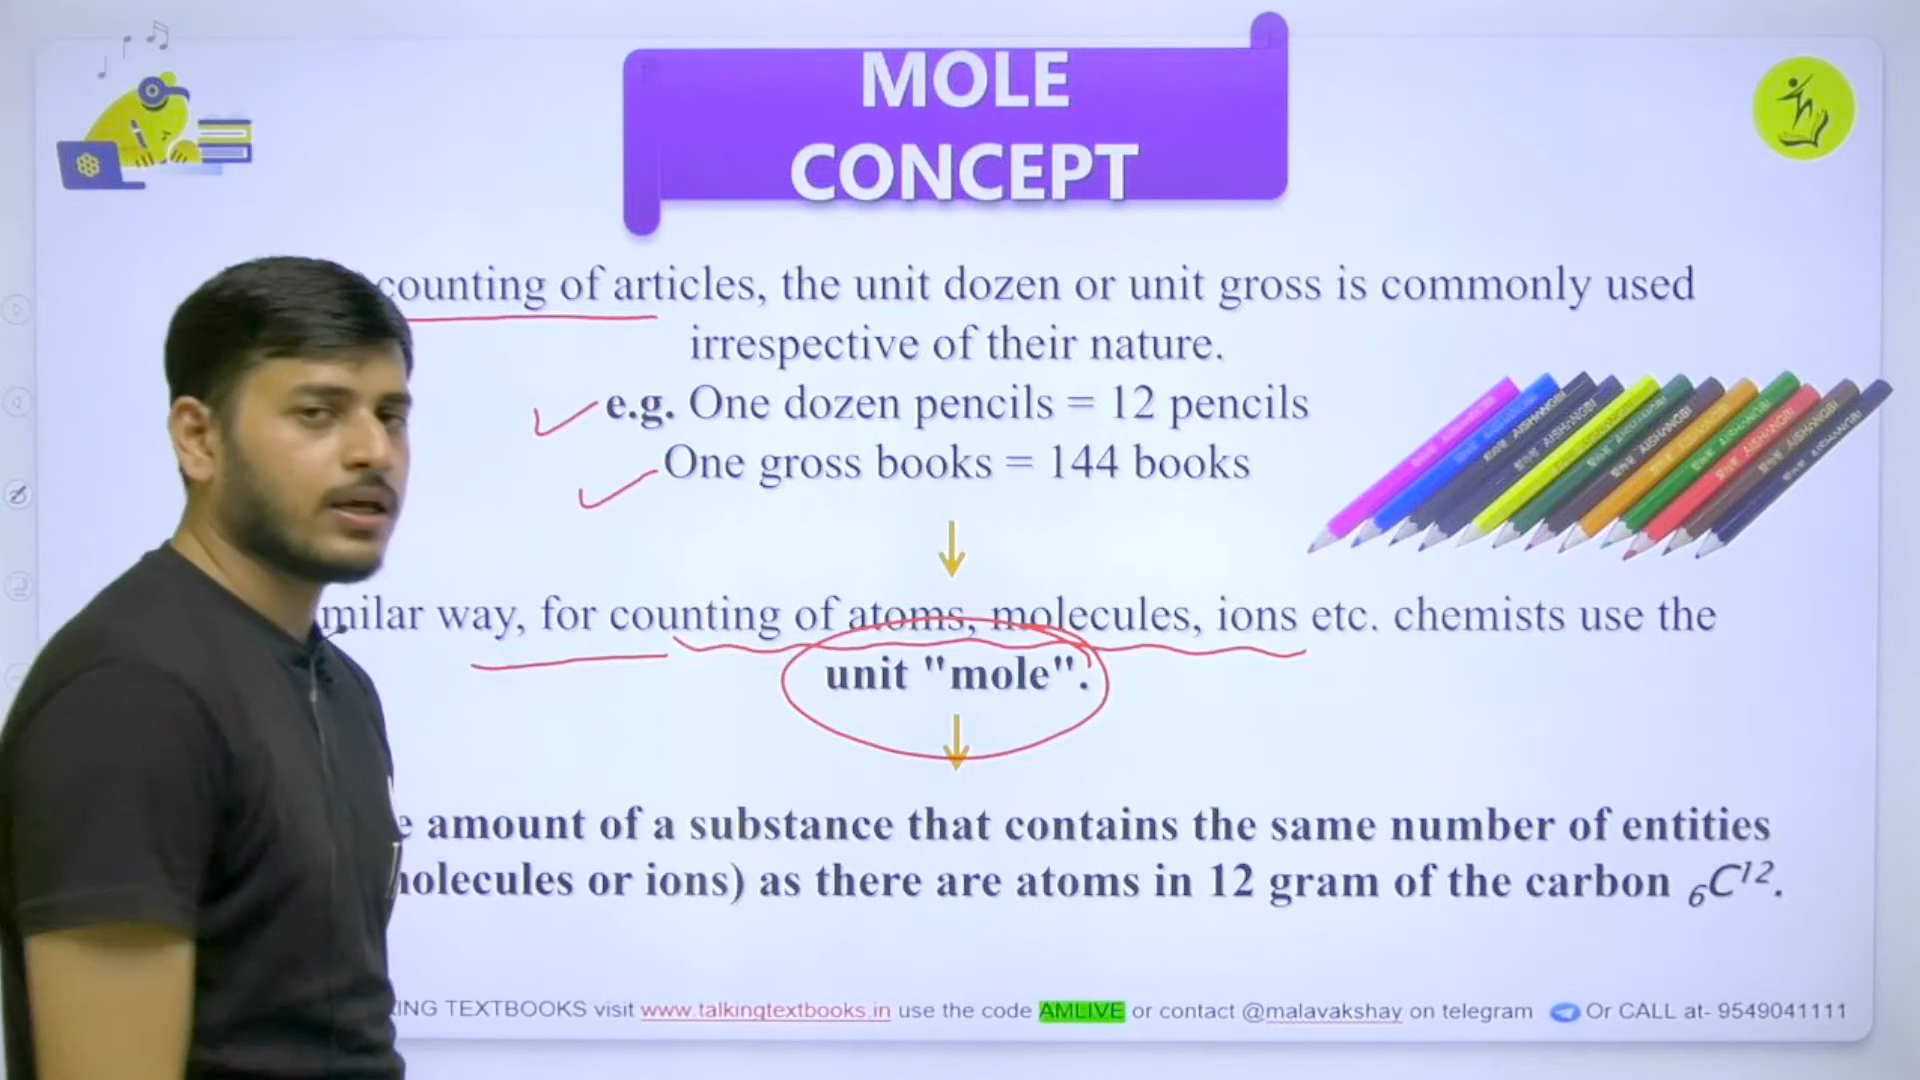 MOLE
CONCEPT
counting of articles, the unit dozen or unit gross is commonly used
irrespective of their nature.
e.g. One dozen pencils = 12 pencils
One gross books = 144 books
milar way, for counting of atoms, molecules, ions etc. chemists use the
unit "mole".
e amount of a substance that contains the same number of entities
nolecules or ions) as there are atoms in 12 gram of the carbon ₆C¹².
ING TEXTBOOKS visit www.talkingtextbooks.in use the code AMLIVE or contact @malavakshay on telegram Or CALL at- 9549041111